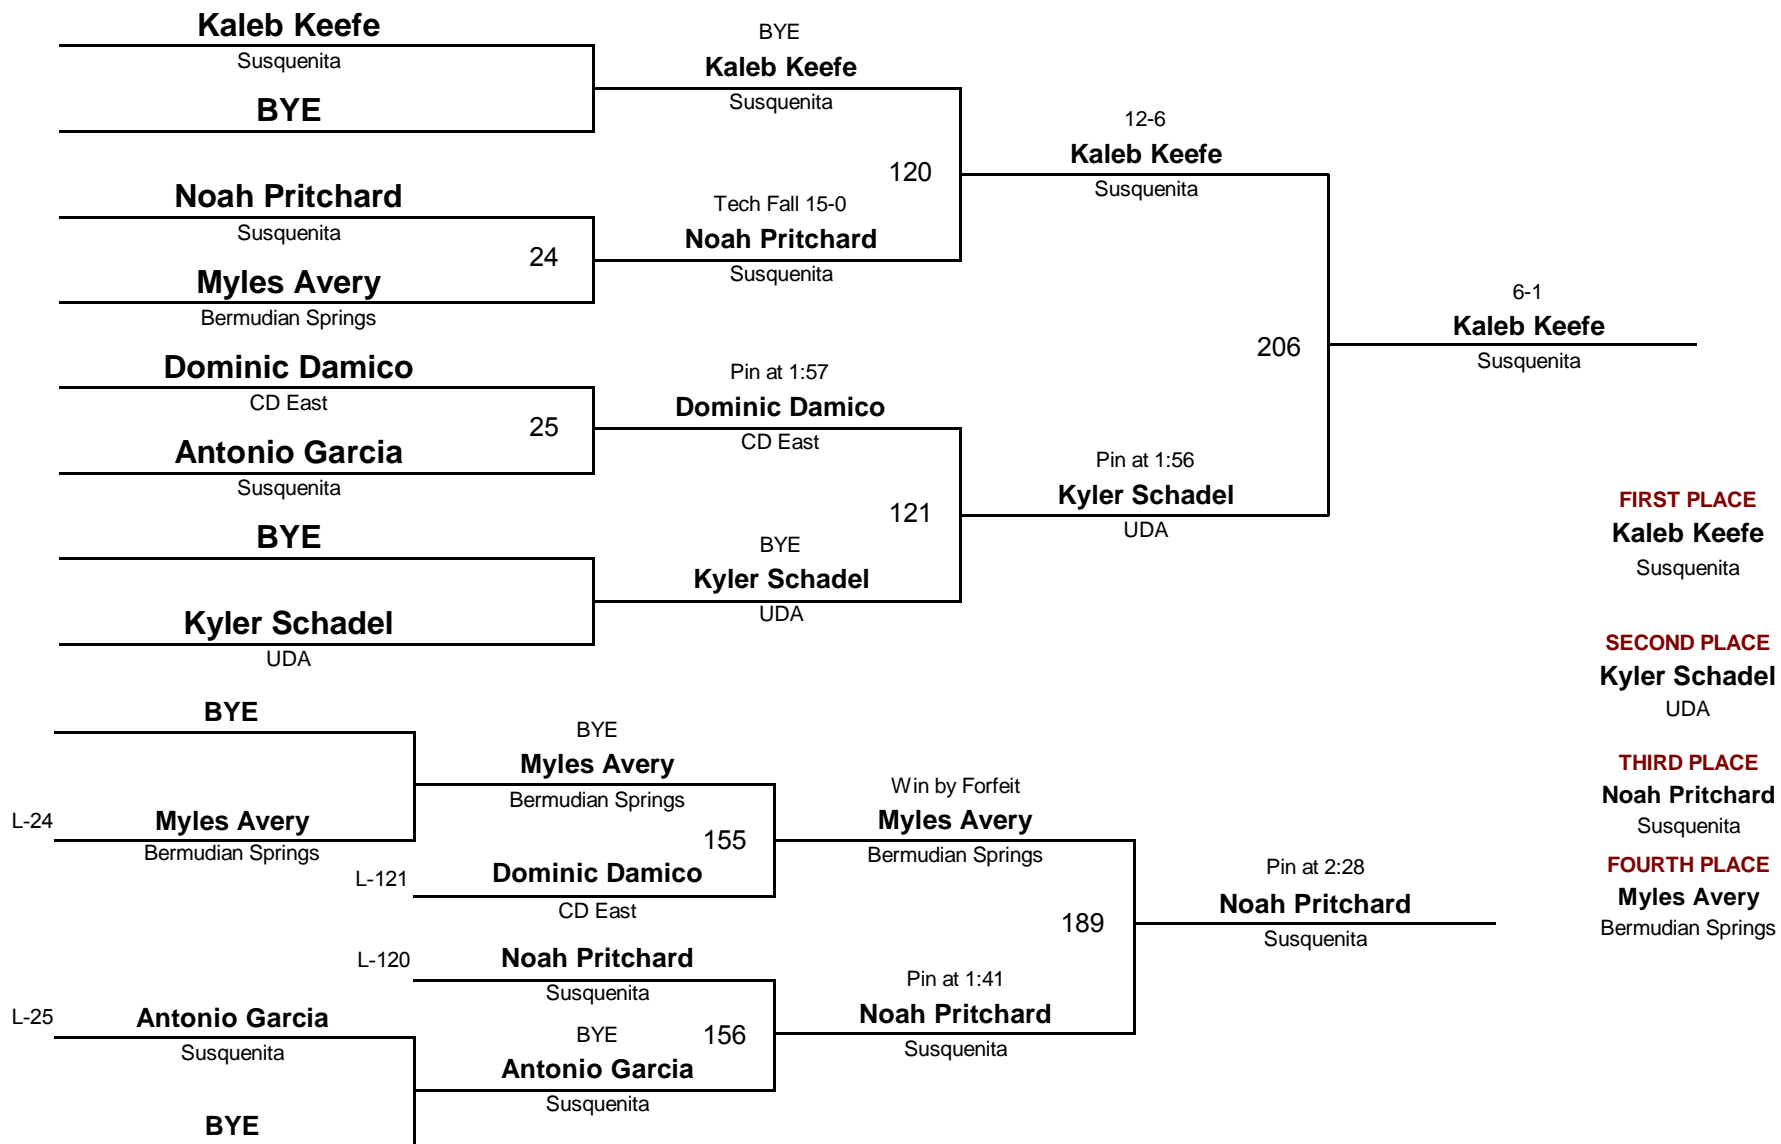 Kaleb Keefe
Susquenita
BYE
Noah Pritchard
Susquenita
24
Myles Avery
Bermudian Springs
Dominic Damico
CD East
25
Antonio Garcia
Susquenita
BYE
Kyler Schadel
UDA
BYE
Kaleb Keefe
Susquenita
120
Tech Fall 15-0
Noah Pritchard
Susquenita
Pin at 1:57
Dominic Damico
CD East
121
BYE
Kyler Schadel
UDA
12-6
Kaleb Keefe
Susquenita
206
Pin at 1:56
Kyler Schadel
UDA
6-1
Kaleb Keefe
Susquenita
FIRST PLACE
Kaleb Keefe
Susquenita
SECOND PLACE
Kyler Schadel
UDA
THIRD PLACE
Noah Pritchard
Susquenita
FOURTH PLACE
Myles Avery
Bermudian Springs
BYE
L-24
Myles Avery
Bermudian Springs
L-25
Antonio Garcia
Susquenita
BYE
BYE
Myles Avery
Bermudian Springs
155
L-121
Dominic Damico
CD East
L-120
Noah Pritchard
Susquenita
BYE
156
Antonio Garcia
Susquenita
Win by Forfeit
Myles Avery
Bermudian Springs
189
Pin at 1:41
Noah Pritchard
Susquenita
Pin at 2:28
Noah Pritchard
Susquenita